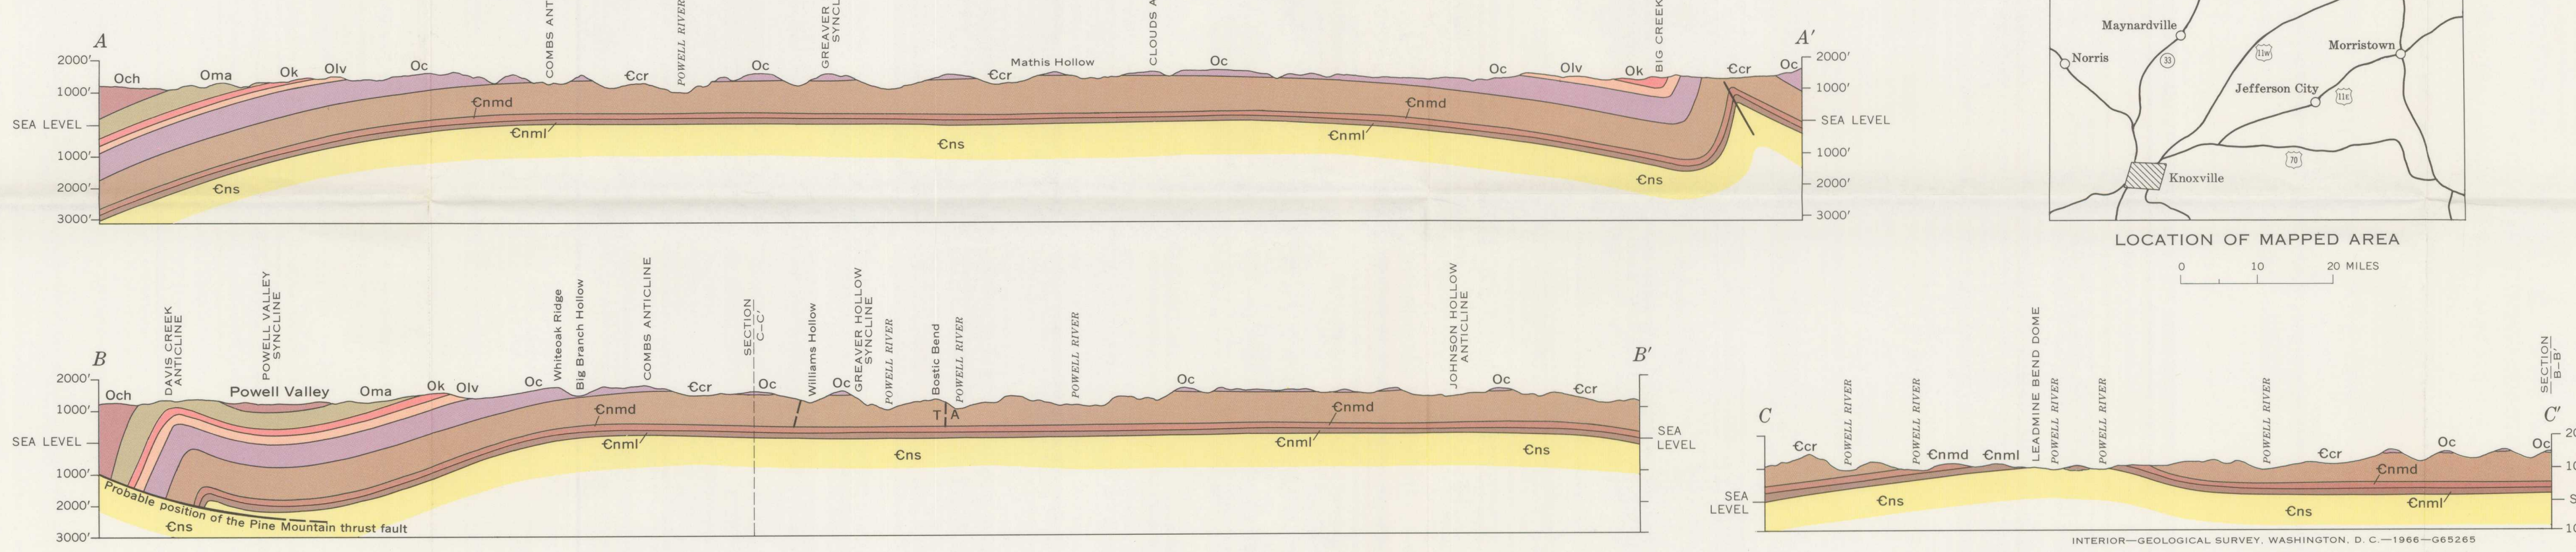 COMBS ANT
POWELL RIVER
GREAVER
SYNCL
CLOUDS A
BIG CREEK
A
A′
2000′
Och
Oma
Ok
Olv
Oc
Ꞓcr
Oc
Ꞓcr
Mathis Hollow
Oc
Oc
Olv
Ok
Ꞓcr
Oc
2000′
1000′
Ꞓnmd
Ꞓnmd
1000′
SEA LEVEL
Ꞓnml
Ꞓnml
SEA LEVEL
1000′
Ꞓns
1000′
2000′
Ꞓns
Ꞓns
2000′
3000′
3000′
Maynardville
Norris
33
11W
Morristown
Jefferson City
11E
70
Knoxville
LOCATION OF MAPPED AREA
0 10 20 MILES
DAVIS CREEK
ANTICLINE
POWELL VALLEY
SYNCLINE
Whiteoak Ridge
Big Branch Hollow
COMBS ANTICLINE
SECTION
C–C′
Williams Hollow
GREAVER HOLLOW
SYNCLINE
POWELL RIVER
Bostic Bend
POWELL RIVER
POWELL RIVER
JOHNSON HOLLOW
ANTICLINE
B
B′
2000′
Och
Powell Valley
Oma
Ok
Olv
Oc
Ꞓcr
Oc
Oc
Oc
Oc
Ꞓcr
1000′
Ꞓnmd
T
A
Ꞓnmd
SEA LEVEL
Ꞓnml
Ꞓnml
SEA
LEVEL
Ꞓns
Ꞓns
1000′
2000′
Probable position of the Pine Mountain thrust fault
Ꞓns
3000′
POWELL RIVER
POWELL RIVER
LEADMINE BEND DOME
POWELL RIVER
POWELL RIVER
POWELL RIVER
SECTION
B–B′
C
C′
20
Ꞓcr
Ꞓnmd
Ꞓnml
Ꞓcr
Oc
Oc
Ꞓnmd
10
SEA
LEVEL
Ꞓns
Ꞓnml
S
Ꞓns
10
INTERIOR—GEOLOGICAL SURVEY, WASHINGTON, D. C.—1966—G65265